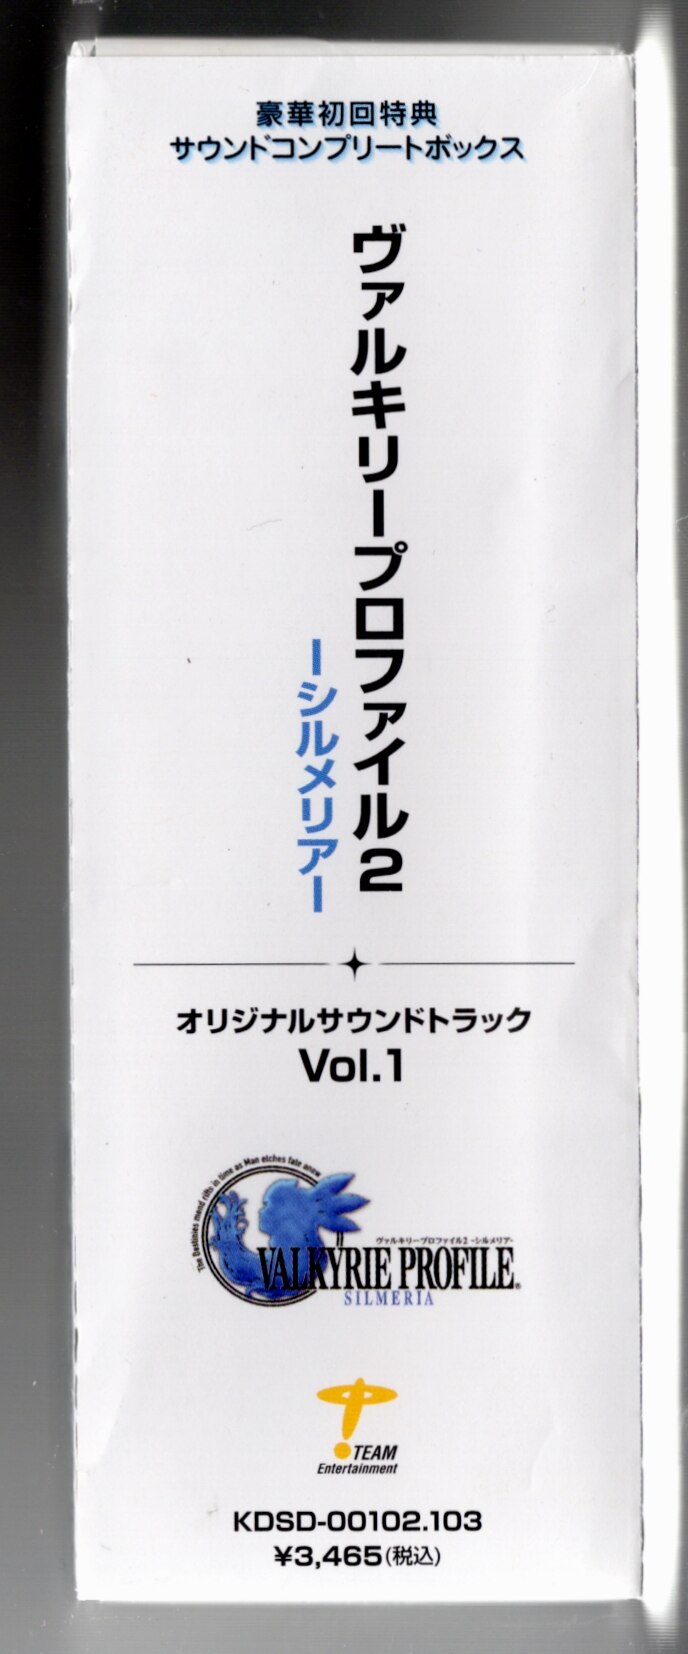 豪華初回特典
サウンドコンプリートボックス
ヴァルキリープロファイル2
ーシルメリアー
オリジナルサウンドトラック
Vol.1
The Destinies mend rifts in time as Man etches fate anew
ヴァルキリープロファイル2 -シルメリア-
VALKYRIE PROFILE
SILMERIA
TEAM
Entertainment
KDSD-00102.103
¥3,465(税込)